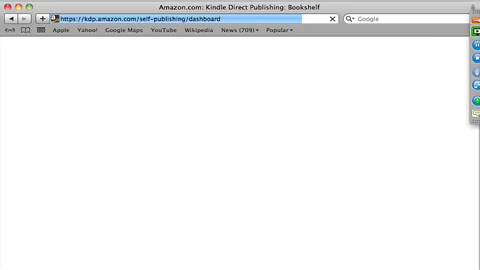 Amazon.com: Kindle Direct Publishing: Bookshelf
https://kdp.amazon.com/self-publishing/dashboard
Google
Apple Yahoo! Google Maps YouTube Wikipedia News (709) Popular